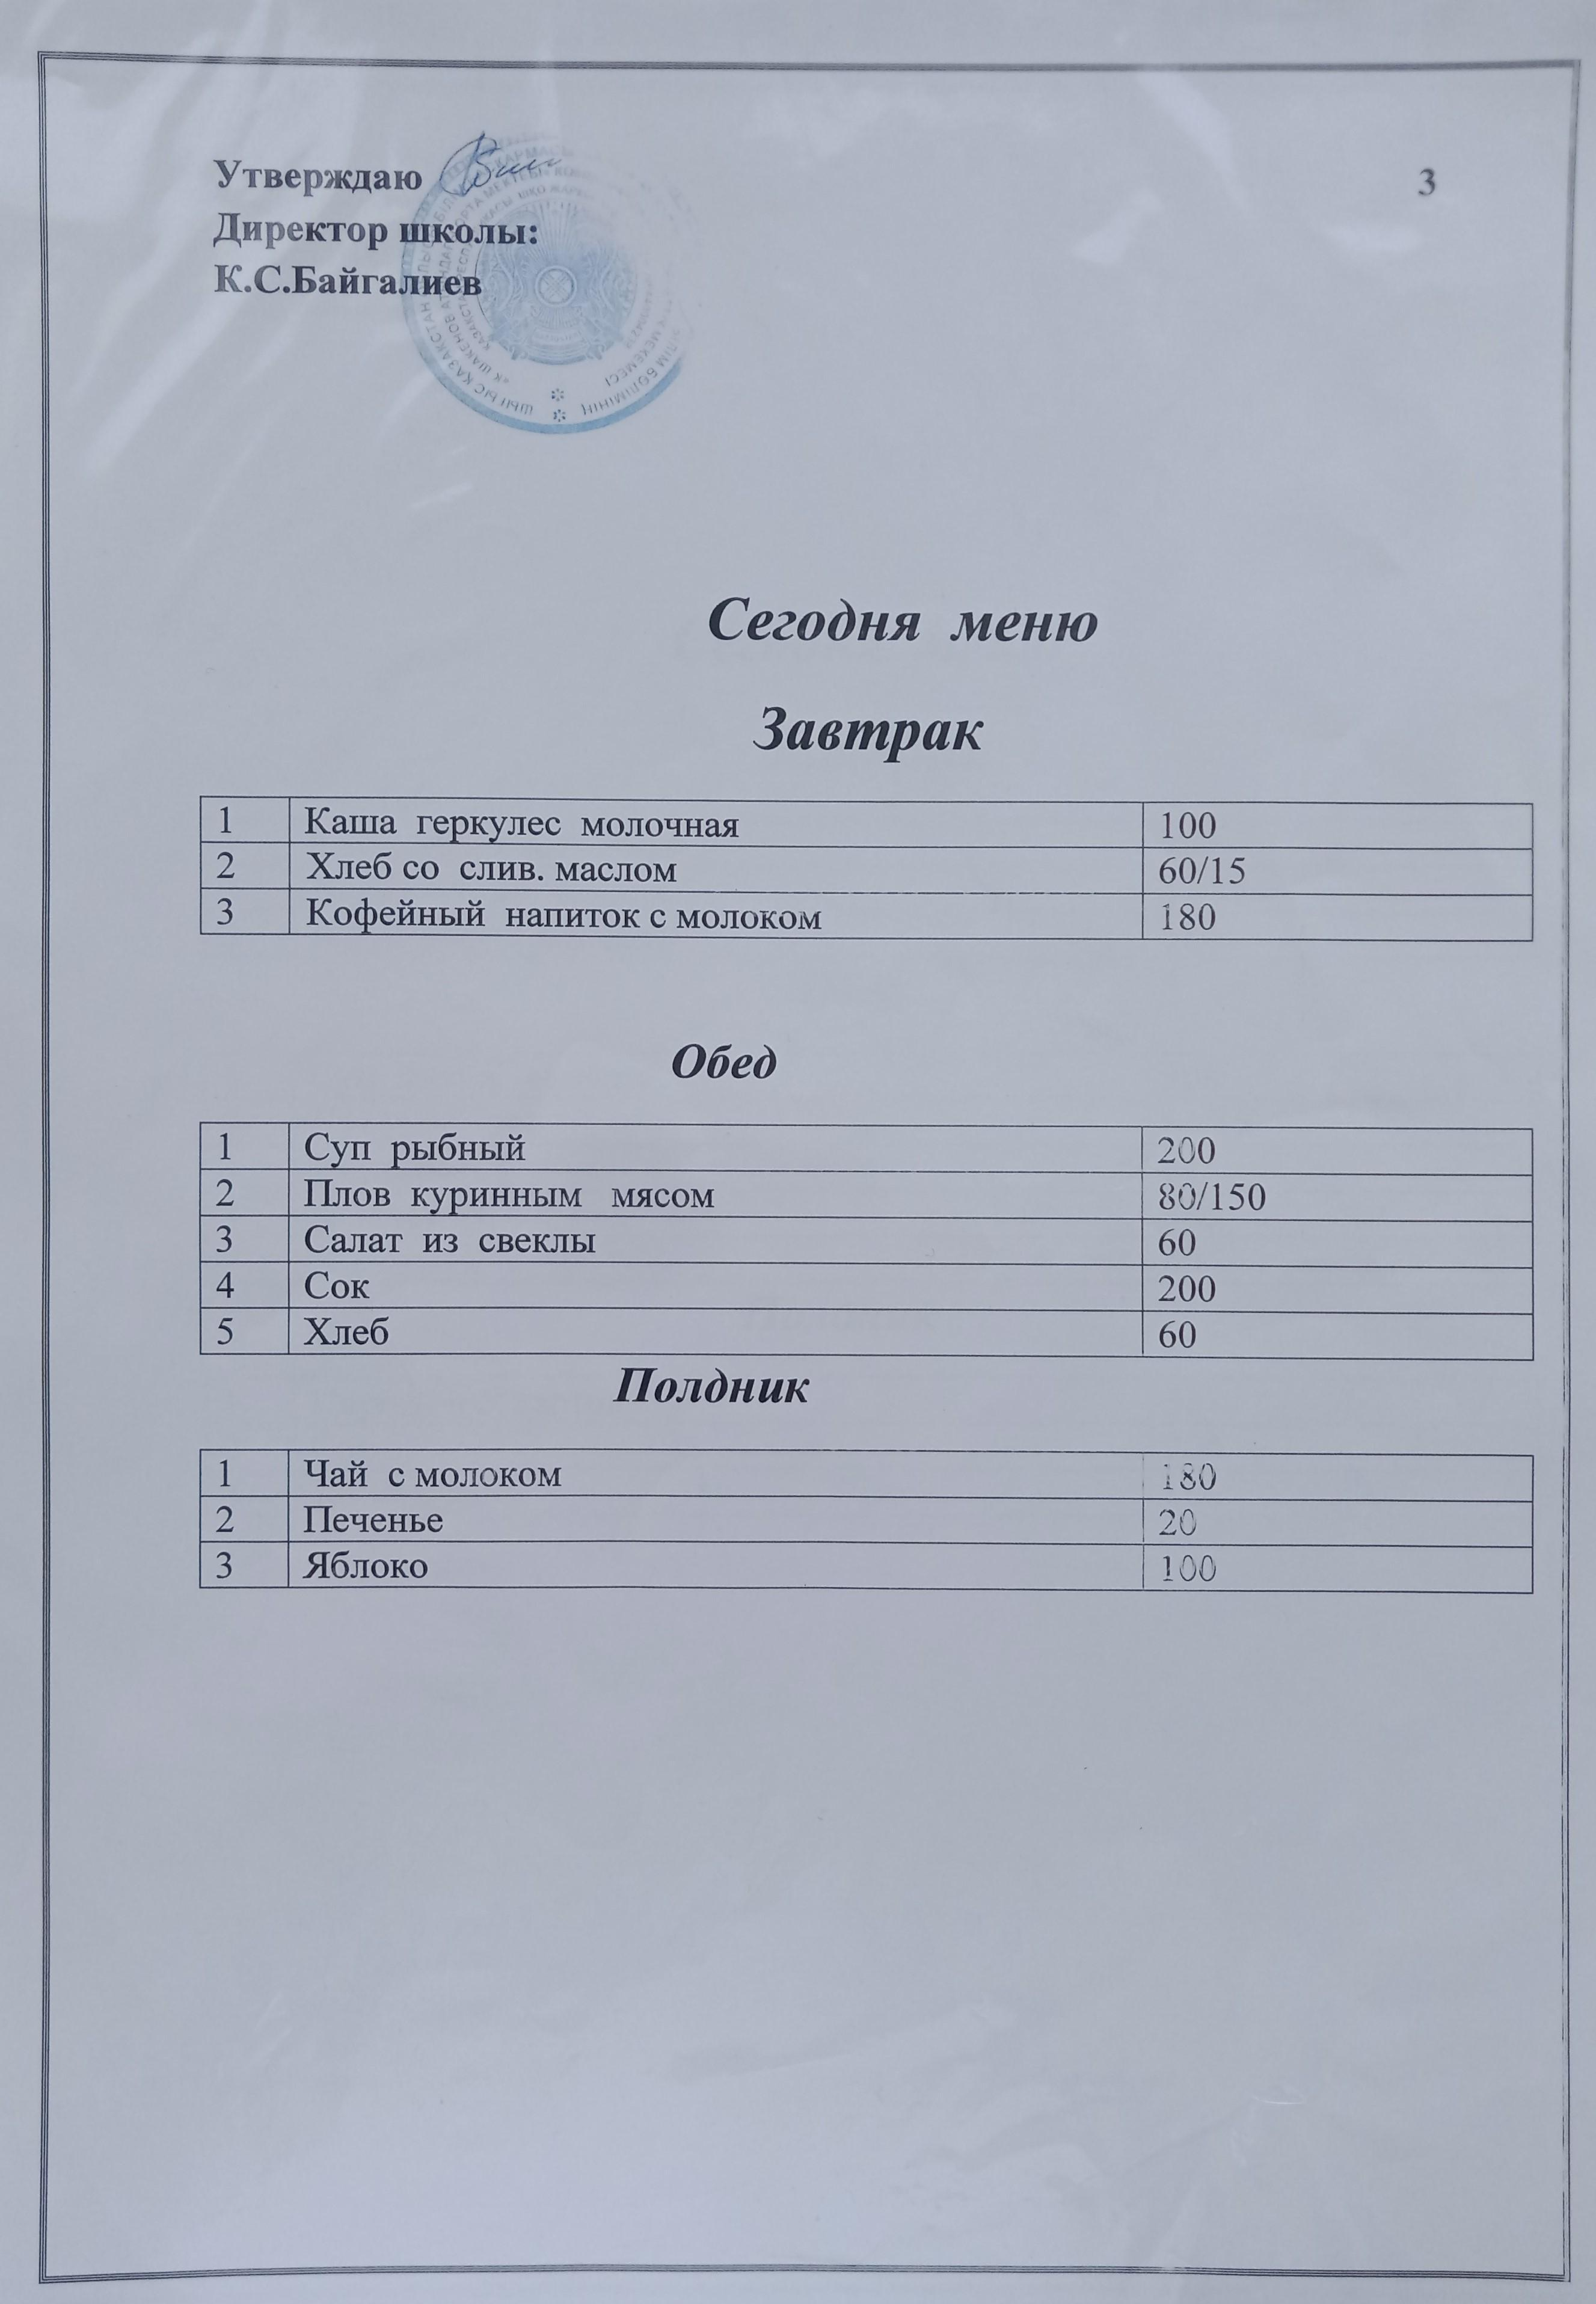 Утверждаю
Директор школы:
К.С.Байгалиев
3
Сегодня меню
Завтрак
1 Каша геркулес молочная 100
2 Хлеб со слив. маслом 60/15
3 Кофейный напиток с молоком 180
Обед
1 Суп рыбный 200
2 Плов куринным мясом 80/150
3 Салат из свеклы 60
4 Сок 200
5 Хлеб 60
Полдник
1 Чай с молоком 180
2 Печенье 20
3 Яблоко 100